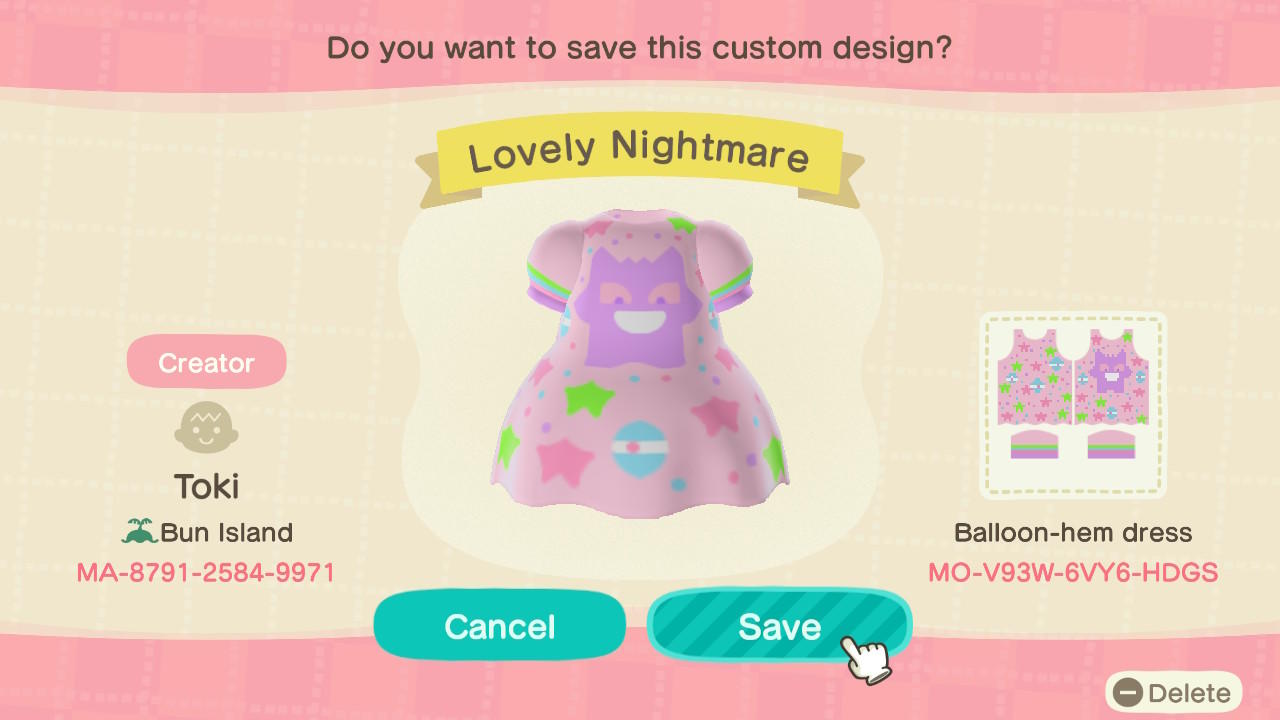 Do you want to save this custom design?
Lovely Nightmare
Creator
Toki
Bun Island
MA-8791-2584-9971
Balloon-hem dress
MO-V93W-6VY6-HDGS
Cancel
Save
Delete